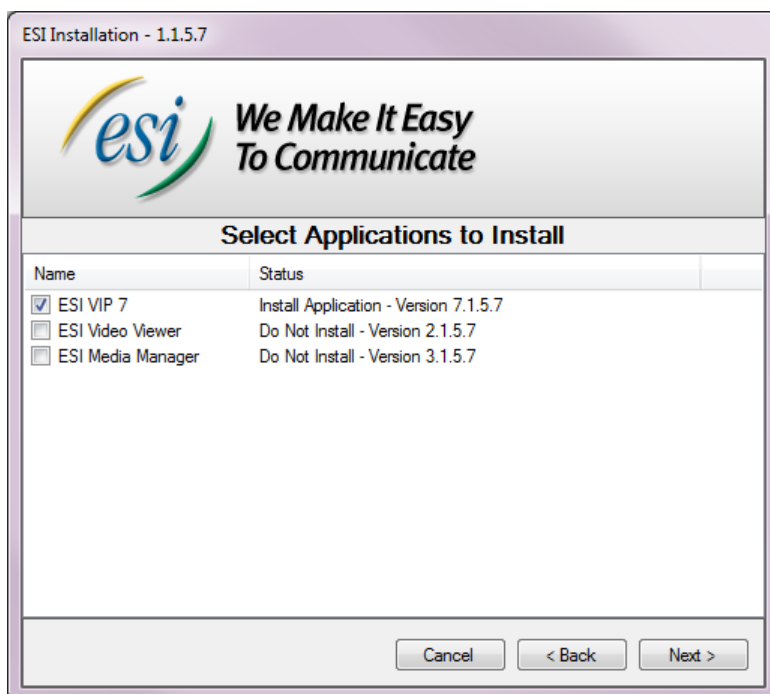 ESI Installation - 1.1.5.7
esi
We Make It Easy
To Communicate
Select Applications to Install
Name Status
ESI VIP 7 Install Application - Version 7.1.5.7
ESI Video Viewer Do Not Install - Version 2.1.5.7
ESI Media Manager Do Not Install - Version 3.1.5.7
Cancel < Back Next >